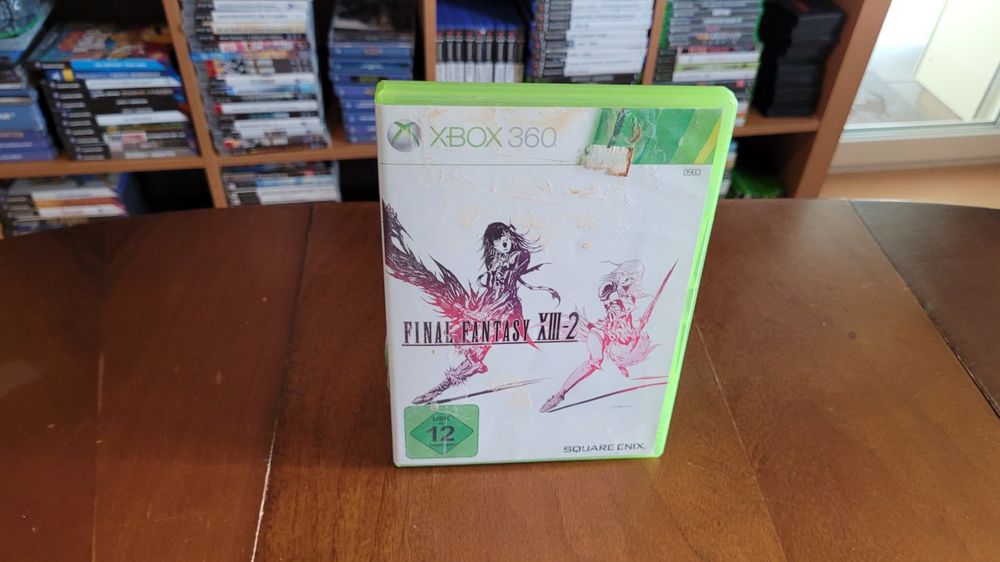 XBOX 360
PAL
FINAL FANTASY XIII-2
USK
12
SQUARE ENIX